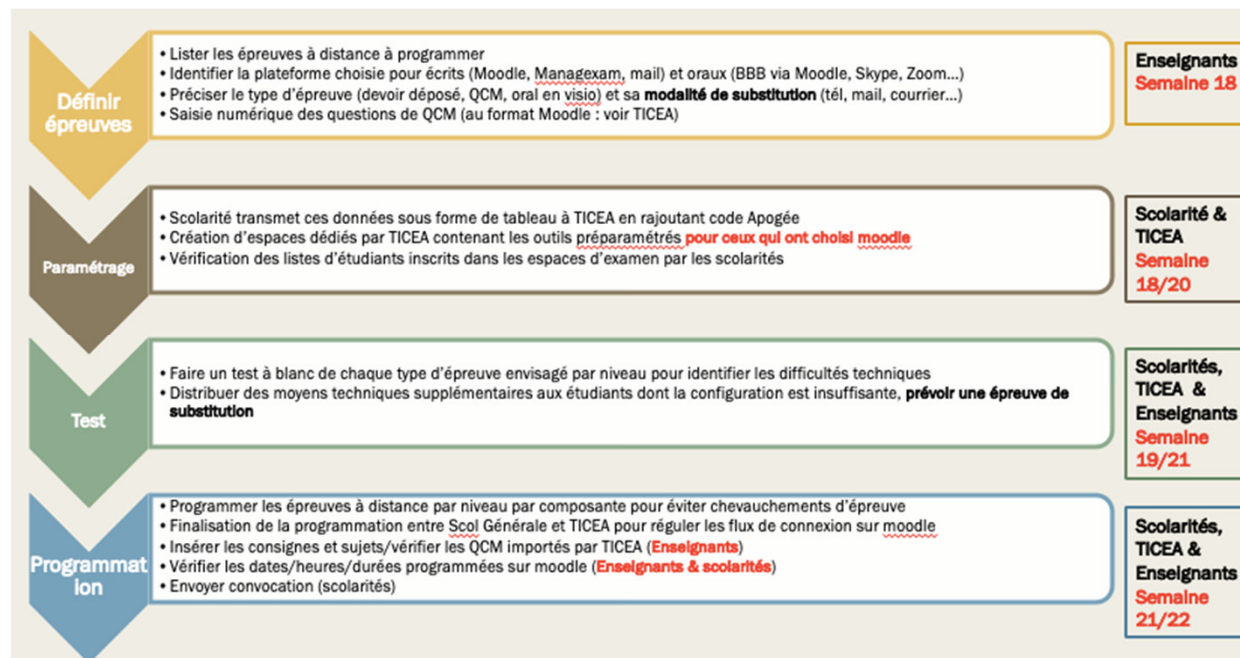 Définir
épreuves
• Lister les épreuves à distance à programmer
• Identifier la plateforme choisie pour écrits (Moodle, Managexam, mail) et oraux (BBB via Moodle, Skype, Zoom...)
• Préciser le type d'épreuve (devoir déposé, QCM, oral en visio) et sa modalité de substitution (tél, mail, courrier...)
• Saisie numérique des questions de QCM (au format Moodle : voir TICEA)
Enseignants
Semaine 18
Paramétrage
• Scolarité transmet ces données sous forme de tableau à TICEA en rajoutant code Apogée
• Création d'espaces dédiés par TICEA contenant les outils préparamétrés pour ceux qui ont choisi moodle
• Vérification des listes d'étudiants inscrits dans les espaces d'examen par les scolarités
Scolarité &
TICEA
Semaine
18/20
Test
• Faire un test à blanc de chaque type d'épreuve envisagé par niveau pour identifier les difficultés techniques
• Distribuer des moyens techniques supplémentaires aux étudiants dont la configuration est insuffisante, prévoir une épreuve de
substitution
Scolarités,
TICEA &
Enseignants
Semaine
19/21
Programmat
ion
• Programmer les épreuves à distance par niveau par composante pour éviter chevauchements d'épreuve
• Finalisation de la programmation entre Scol Générale et TICEA pour réguler les flux de connexion sur moodle
• Insérer les consignes et sujets/vérifier les QCM importés par TICEA (Enseignants)
• Vérifier les dates/heures/durées programmées sur moodle (Enseignants & scolarités)
• Envoyer convocation (scolarités)
Scolarités,
TICEA &
Enseignants
Semaine
21/22